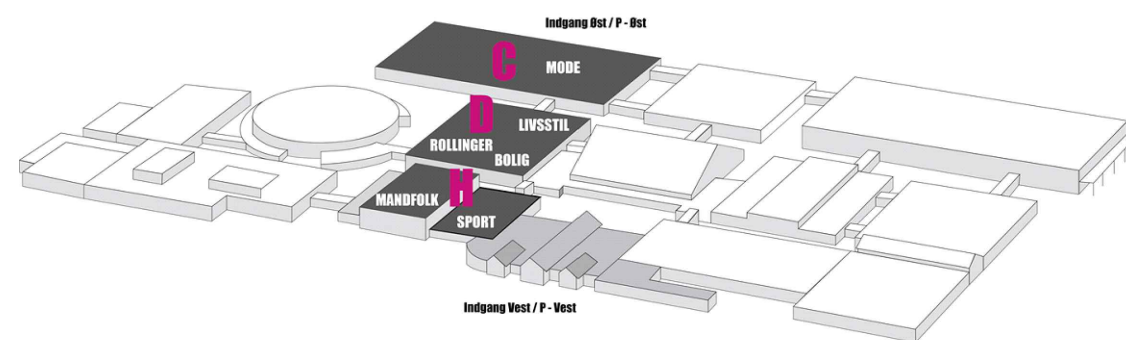 Indgang Øst / P - Øst
C
MODE
D
LIVSSTIL
ROLLINGER
BOLIG
H
MANDFOLK
SPORT
Indgang Vest / P - Vest